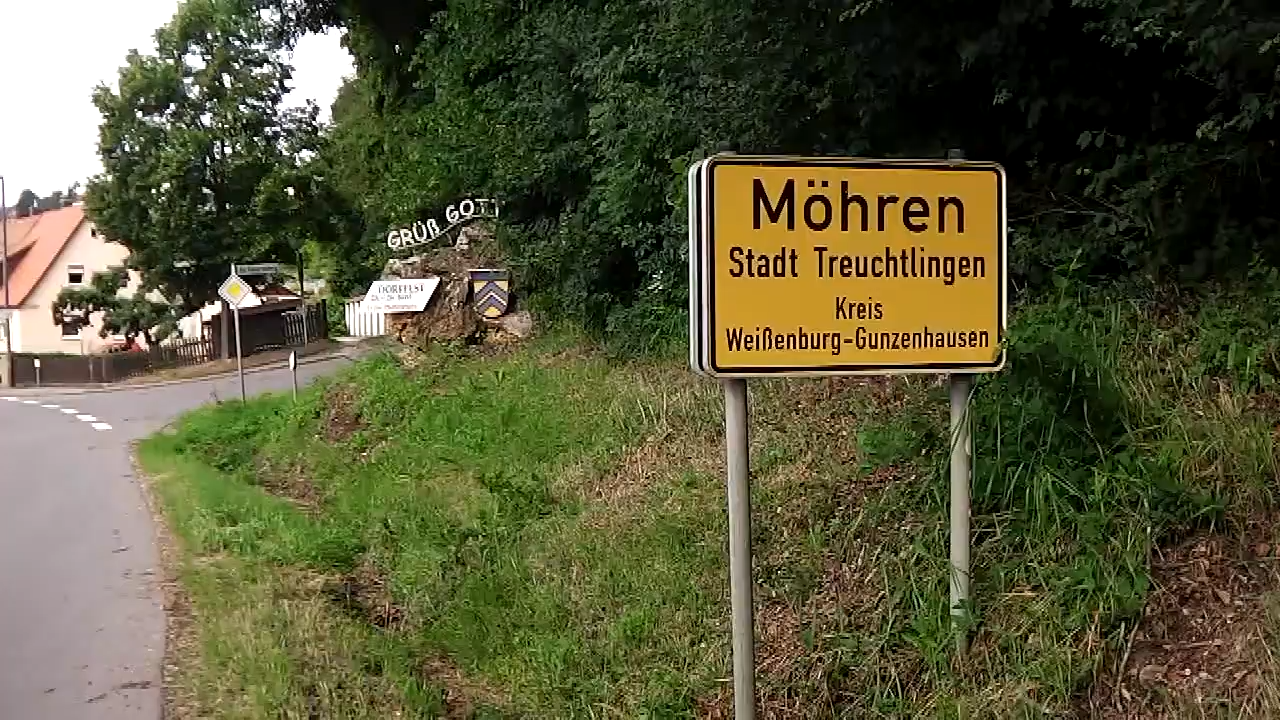 GRÜß GOTT
DORFFEST
Möhren
Stadt Treuchtlingen
Kreis
Weißenburg-Gunzenhausen